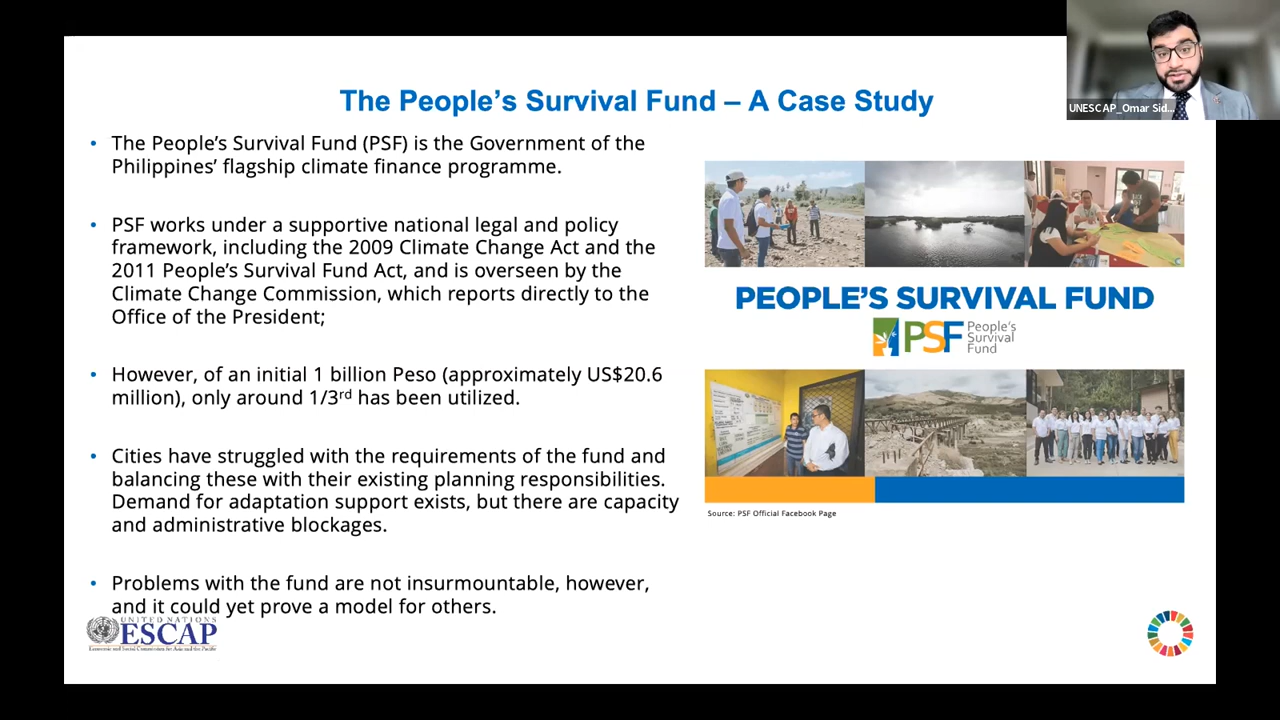 The People's Survival Fund – A Case Study
UNESCAP_Omar Sid...
• The People's Survival Fund (PSF) is the Government of the
Philippines' flagship climate finance programme.
• PSF works under a supportive national legal and policy
framework, including the 2009 Climate Change Act and the
2011 People's Survival Fund Act, and is overseen by the
Climate Change Commission, which reports directly to the
Office of the President;
• However, of an initial 1 billion Peso (approximately US$20.6
million), only around 1/3rd has been utilized.
• Cities have struggled with the requirements of the fund and
balancing these with their existing planning responsibilities.
Demand for adaptation support exists, but there are capacity
and administrative blockages.
• Problems with the fund are not insurmountable, however,
and it could yet prove a model for others.
PEOPLE'S SURVIVAL FUND
PSF
People's
Survival
Fund
Source: PSF Official Facebook Page
UNITED NATIONS
ESCAP
Economic and Social Commission for Asia and the Pacific